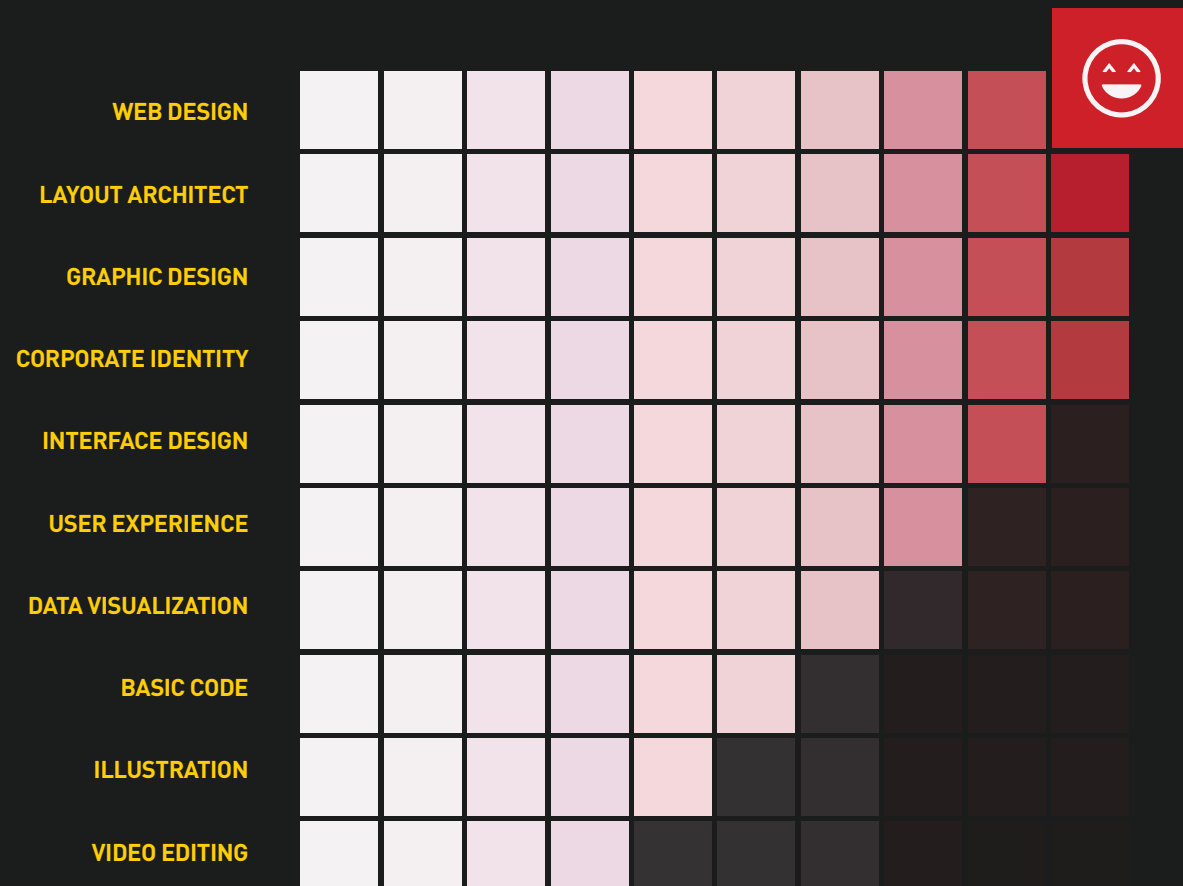 WEB DESIGN
LAYOUT ARCHITECT
GRAPHIC DESIGN
CORPORATE IDENTITY
INTERFACE DESIGN
USER EXPERIENCE
DATA VISUALIZATION
BASIC CODE
ILLUSTRATION
VIDEO EDITING